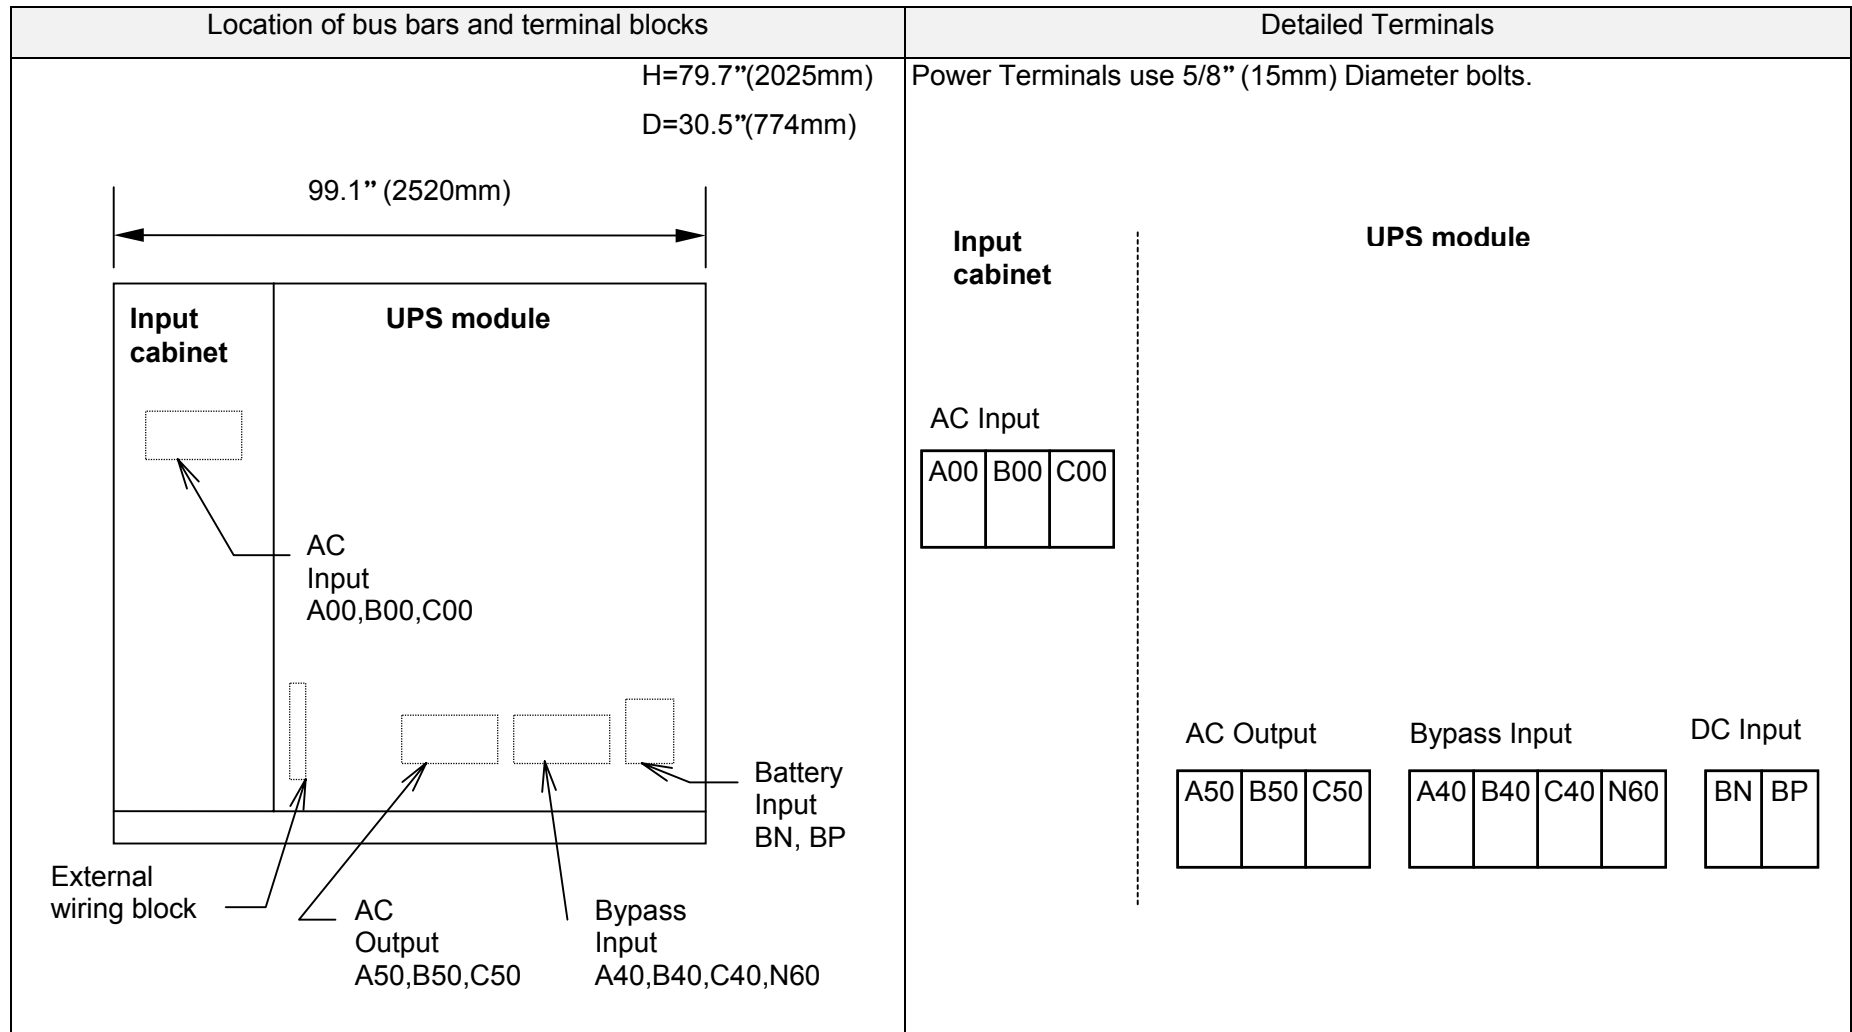 Location of bus bars and terminal blocks
Detailed Terminals
H=79.7”(2025mm)
D=30.5”(774mm)
99.1” (2520mm)
Input
cabinet
UPS module
AC
Input
A00,B00,C00
Battery
Input
BN, BP
External
wiring block
AC
Output
A50,B50,C50
Bypass
Input
A40,B40,C40,N60
Power Terminals use 5/8” (15mm) Diameter bolts.
Input
cabinet
UPS module
AC Input
A00 B00 C00
AC Output
A50 B50 C50
Bypass Input
A40 B40 C40 N60
DC Input
BN BP